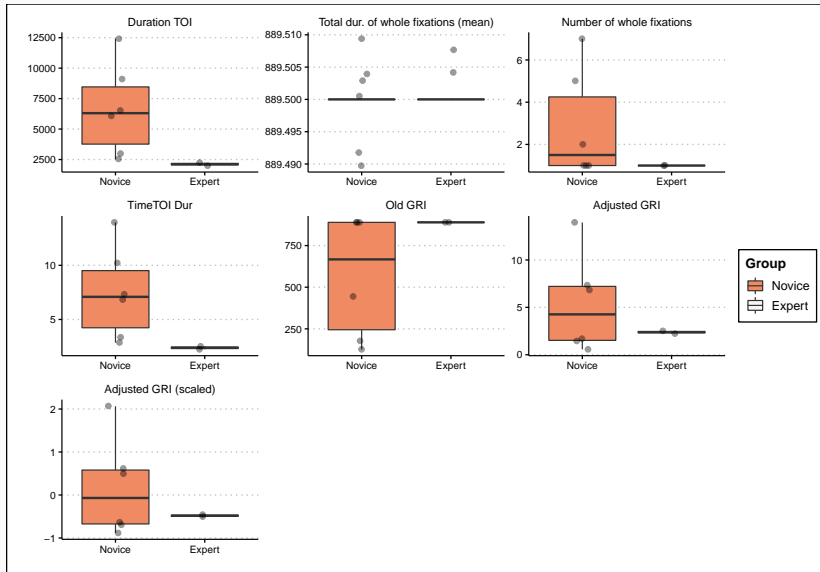 Duration TOI
12500
10000
7500
5000
2500
Novice
Expert
Total dur. of whole fixations (mean)
889.510
889.505
889.500
889.495
889.490
Novice
Expert
Number of whole fixations
6
4
2
Novice
Expert
TimeTOI Dur
10
5
Novice
Expert
Old GRI
750
500
250
Novice
Expert
Adjusted GRI
10
5
0
Novice
Expert
Adjusted GRI (scaled)
2
1
0
−1
Novice
Expert
Group
Novice
Expert